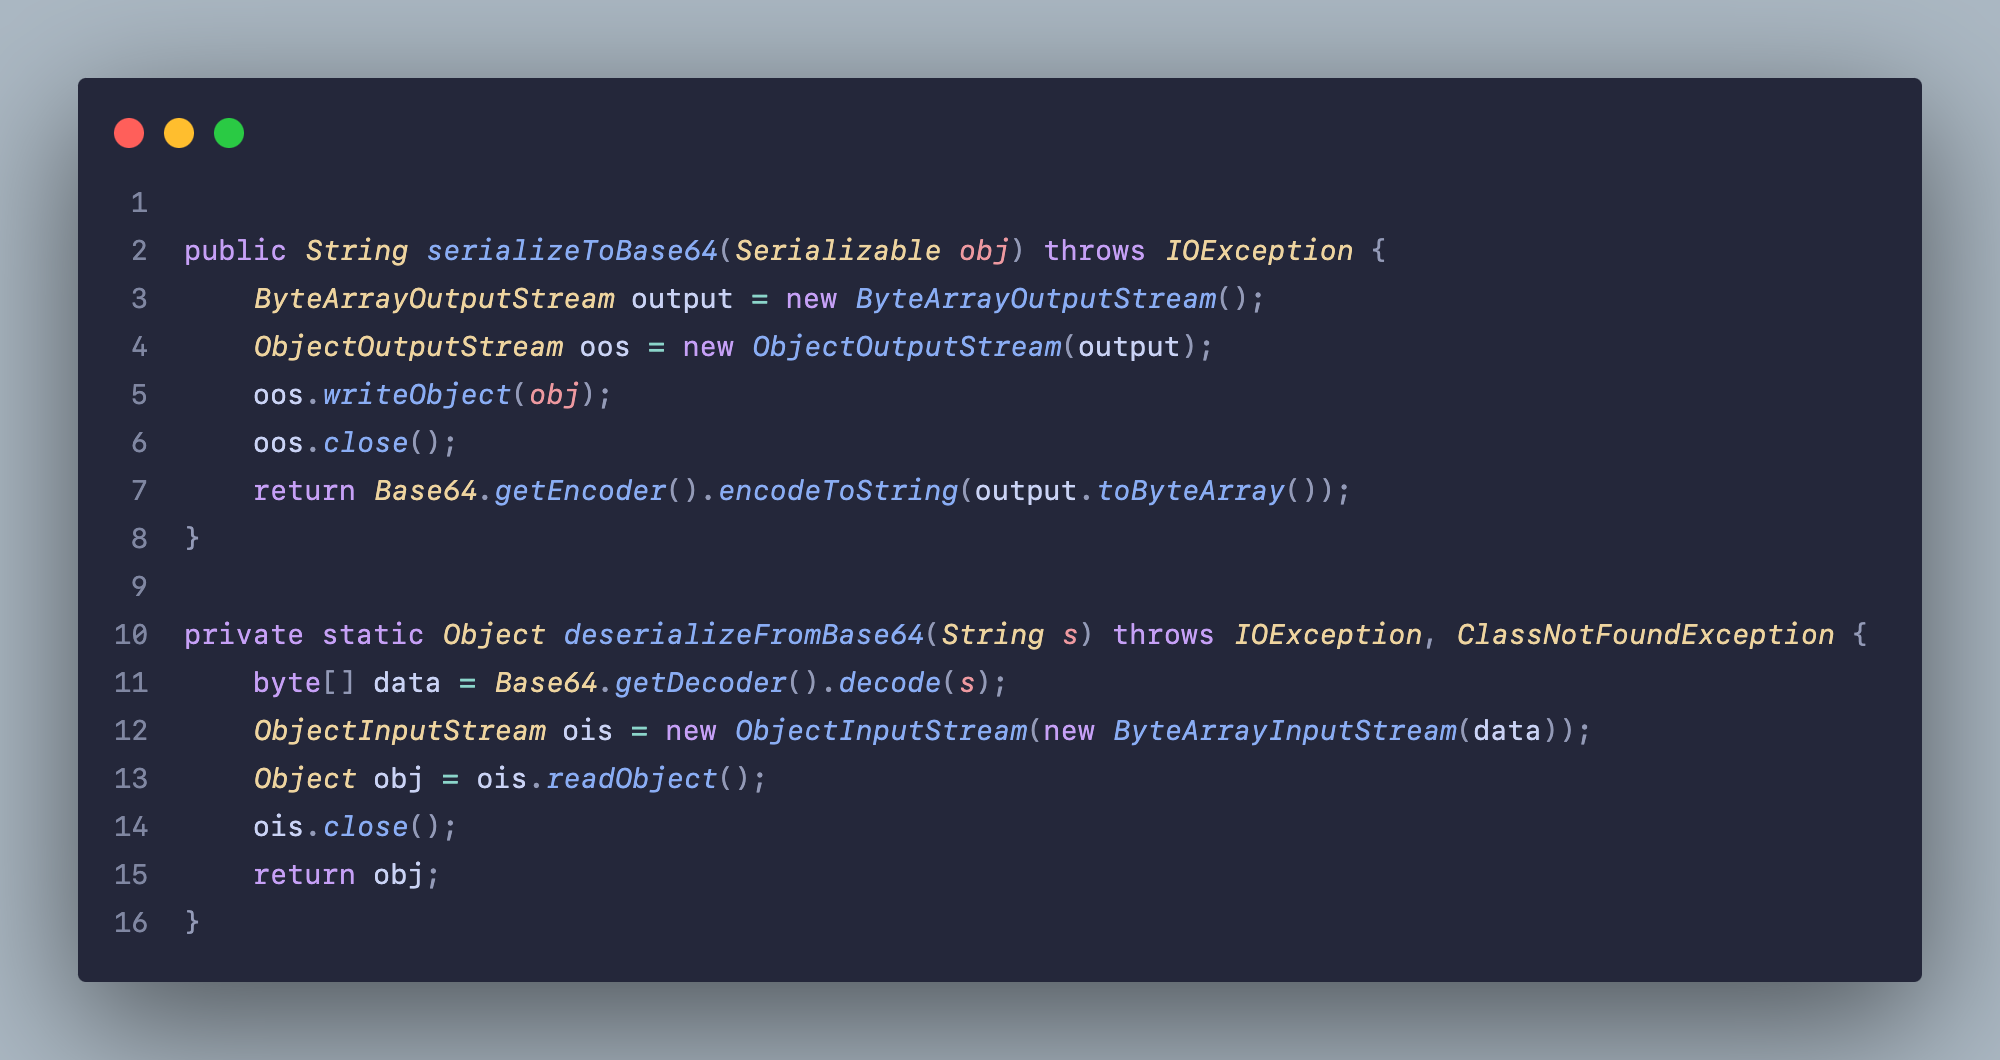 1
2 public String serializeToBase64(Serializable obj) throws IOException {
3     ByteArrayOutputStream output = new ByteArrayOutputStream();
4     ObjectOutputStream oos = new ObjectOutputStream(output);
5     oos.writeObject(obj);
6     oos.close();
7     return Base64.getEncoder().encodeToString(output.toByteArray());
8 }
9
10 private static Object deserializeFromBase64(String s) throws IOException, ClassNotFoundException {
11     byte[] data = Base64.getDecoder().decode(s);
12     ObjectInputStream ois = new ObjectInputStream(new ByteArrayInputStream(data));
13     Object obj = ois.readObject();
14     ois.close();
15     return obj;
16 }